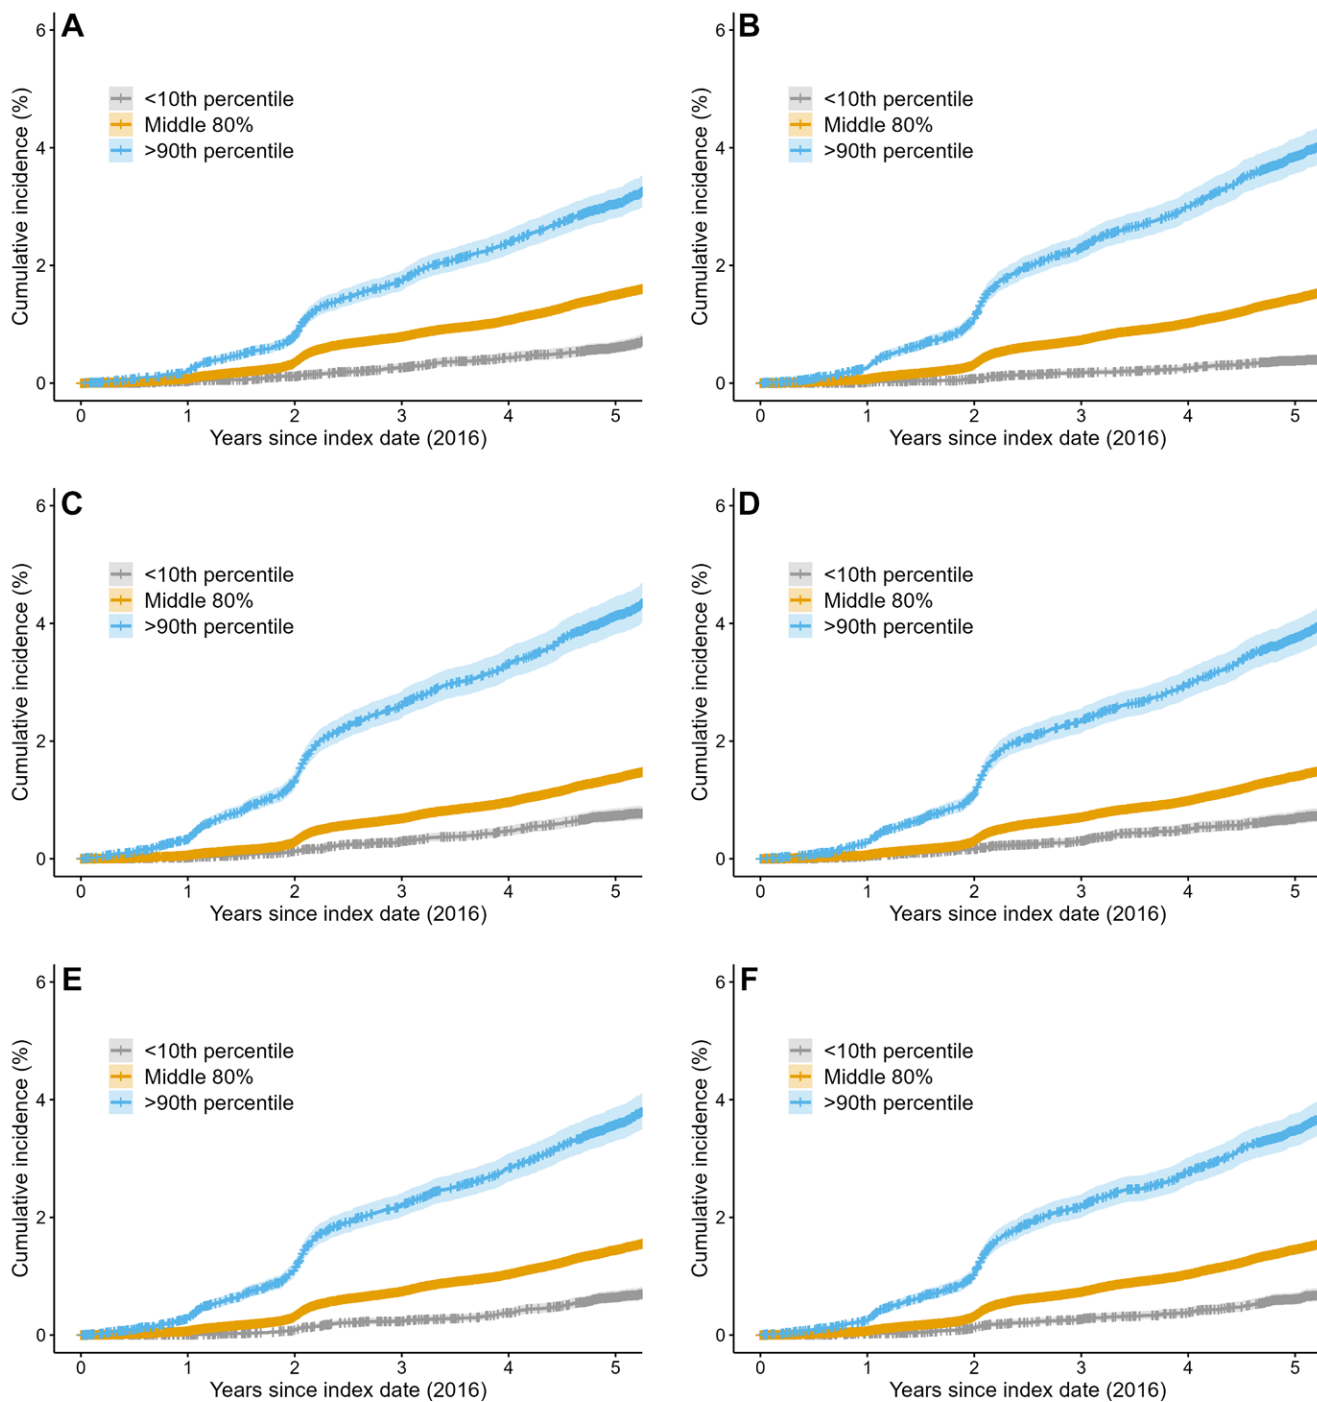 A
Cumulative incidence (%)
6
4
2
0
<10th percentile
Middle 80%
>90th percentile
0 1 2 3 4 5
Years since index date (2016)
B
Cumulative incidence (%)
6
4
2
0
<10th percentile
Middle 80%
>90th percentile
0 1 2 3 4 5
Years since index date (2016)
C
Cumulative incidence (%)
6
4
2
0
<10th percentile
Middle 80%
>90th percentile
0 1 2 3 4 5
Years since index date (2016)
D
Cumulative incidence (%)
6
4
2
0
<10th percentile
Middle 80%
>90th percentile
0 1 2 3 4 5
Years since index date (2016)
E
Cumulative incidence (%)
6
4
2
0
<10th percentile
Middle 80%
>90th percentile
0 1 2 3 4 5
Years since index date (2016)
F
Cumulative incidence (%)
6
4
2
0
<10th percentile
Middle 80%
>90th percentile
0 1 2 3 4 5
Years since index date (2016)